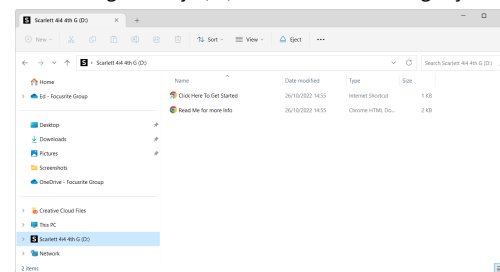 Scarlett 4i4 4th G (D:)
New
Sort
View
Eject
Scarlett 4i4 4th G (D:)
Search Scarlett 4i4 4th G (D:)
Home
Ed - Focusrite Group
Desktop
Downloads
Pictures
Screenshots
OneDrive - Focusrite Group
Creative Cloud Files
This PC
Scarlett 4i4 4th G (D:)
Network
Name Date modified Type Size
Click Here To Get Started 26/10/2022 14:55 Internet Shortcut 1 KB
Read Me for more Info 26/10/2022 14:55 Chrome HTML Do... 2 KB
2 items